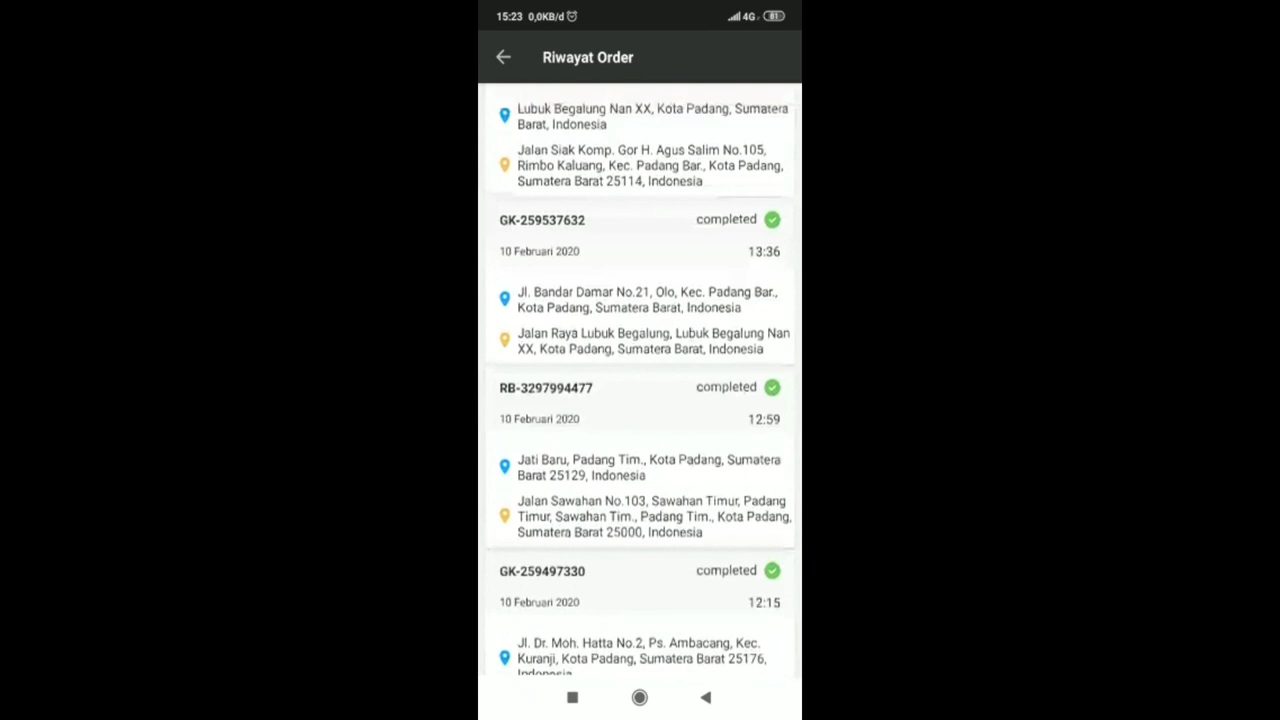 15:23 0,0KB/d 4G 81
Riwayat Order
Lubuk Begalung Nan XX, Kota Padang, Sumatera
Barat, Indonesia
Jalan Siak Komp. Gor H. Agus Salim No.105,
Rimbo Kaluang, Kec. Padang Bar., Kota Padang,
Sumatera Barat 25114, Indonesia
GK-259537632 completed
10 Februari 2020 13:36
Jl. Bandar Damar No.21, Olo, Kec. Padang Bar.,
Kota Padang, Sumatera Barat, Indonesia
Jalan Raya Lubuk Begalung, Lubuk Begalung Nan
XX, Kota Padang, Sumatera Barat, Indonesia
RB-3297994477 completed
10 Februari 2020 12:59
Jati Baru, Padang Tim., Kota Padang, Sumatera
Barat 25129, Indonesia
Jalan Sawahan No.103, Sawahan Timur, Padang
Timur, Sawahan Tim., Padang Tim., Kota Padang,
Sumatera Barat 25000, Indonesia
GK-259497330 completed
10 Februari 2020 12:15
Jl. Dr. Moh. Hatta No.2, Ps. Ambacang, Kec.
Kuranji, Kota Padang, Sumatera Barat 25176,
Indonesia